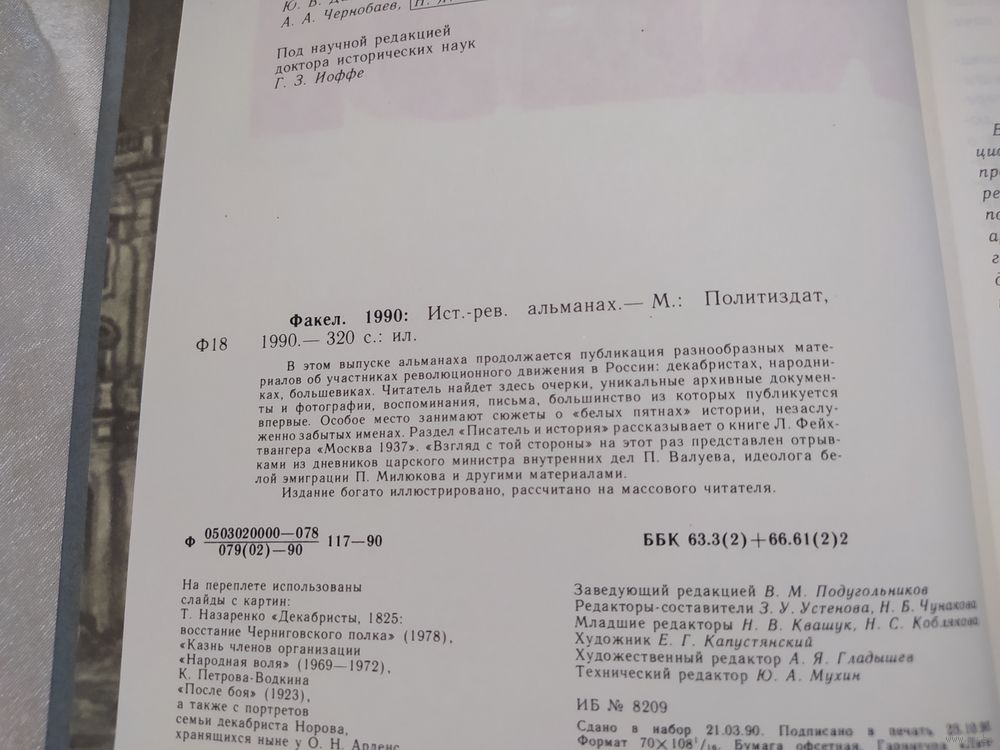 Ю. В.
А. А. Чернобаев,
Под научной редакцией
доктора исторических наук
Г. З. Иоффе
Факел. 1990: Ист.-рев. альманах.— М.: Политиздат,
Ф18 1990.— 320 с.: ил.
В этом выпуске альманаха продолжается публикация разнообразных мате-
риалов об участниках революционного движения в России: декабристах, народни-
ках, большевиках. Читатель найдет здесь очерки, уникальные архивные докумен-
ты и фотографии, воспоминания, письма, большинство из которых публикуется
впервые. Особое место занимают сюжеты о «белых пятнах» истории, незаслу-
женно забытых именах. Раздел «Писатель и история» рассказывает о книге Л. Фейх-
твангера «Москва 1937». «Взгляд с той стороны» на этот раз представлен отрыв-
ками из дневников царского министра внутренних дел П. Валуева, идеолога бе-
лой эмиграции П. Милюкова и другими материалами.
Издание богато иллюстрировано, рассчитано на массового читателя.
Ф 0503020000—078 / 079(02)—90 117—90
ББК 63.3(2)+66.61(2)2
На переплете использованы
слайды с картин:
Т. Назаренко «Декабристы, 1825:
восстание Черниговского полка» (1978),
«Казнь членов организации
«Народная воля» (1969—1972),
К. Петрова-Водкина
«После боя» (1923),
а также с портретов
семьи декабриста Норова,
хранящихся ныне у О. Н. Арденс
Заведующий редакцией В. М. Подугольников
Редакторы-составители З. У. Устенова, Н. Б. Чунакова
Младшие редакторы Н. В. Квашук, Н. С. Коблякова
Художник Е. Г. Капустянский
Художественный редактор А. Я. Гладышев
Технический редактор Ю. А. Мухин
ИБ № 8209
Сдано в набор 21.03.90. Подписано в печать
Формат 70×108 1/16. Бумага офсетная. Гарнитура